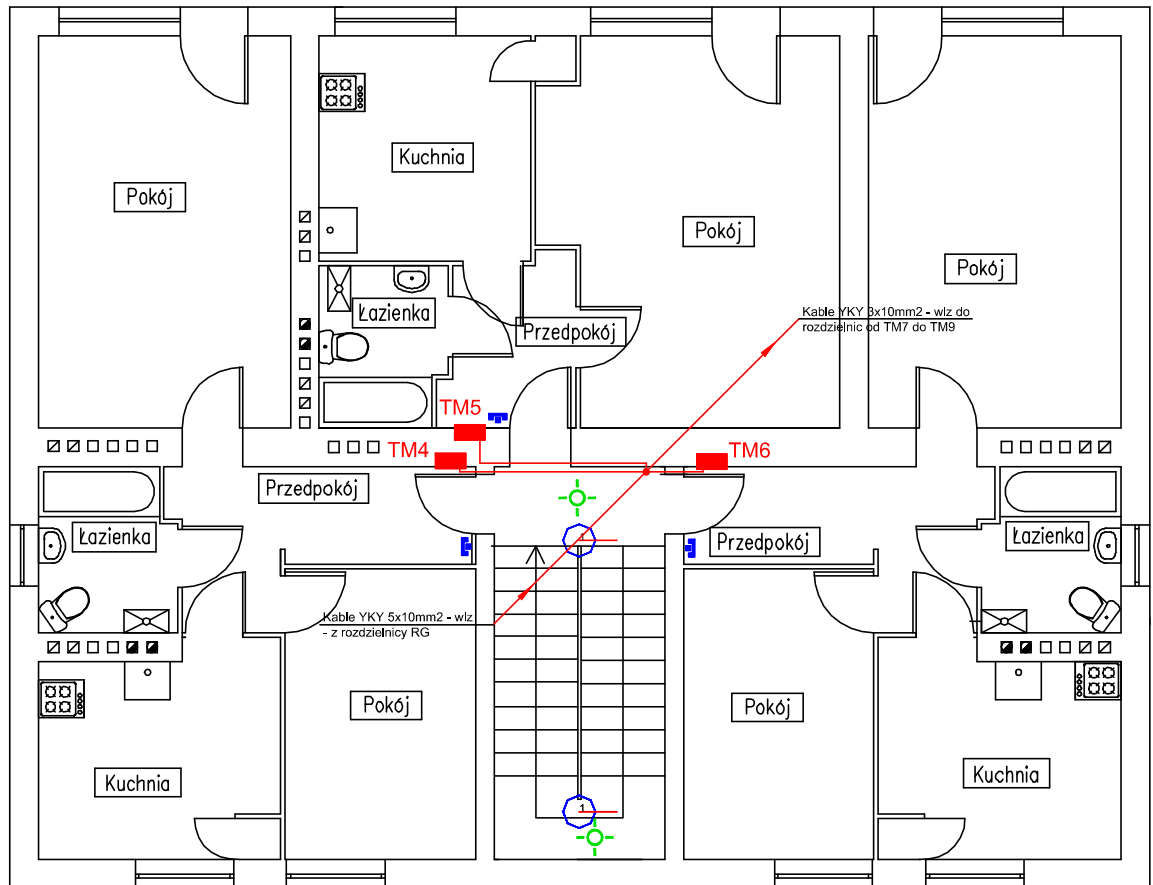 Kuchnia
Pokój
Pokój
Pokój
Łazienka
Przedpokój
Kable YKY 3x10mm2 - wlz do
rozdzielnic od TM7 do TM9
TM5
TM4
TM6
Przedpokój
Łazienka
Przedpokój
Łazienka
1
Kable YKY 5x10mm2 - wlz
- z rozdzielnicy RG
Pokój
Pokój
Kuchnia
Kuchnia
1